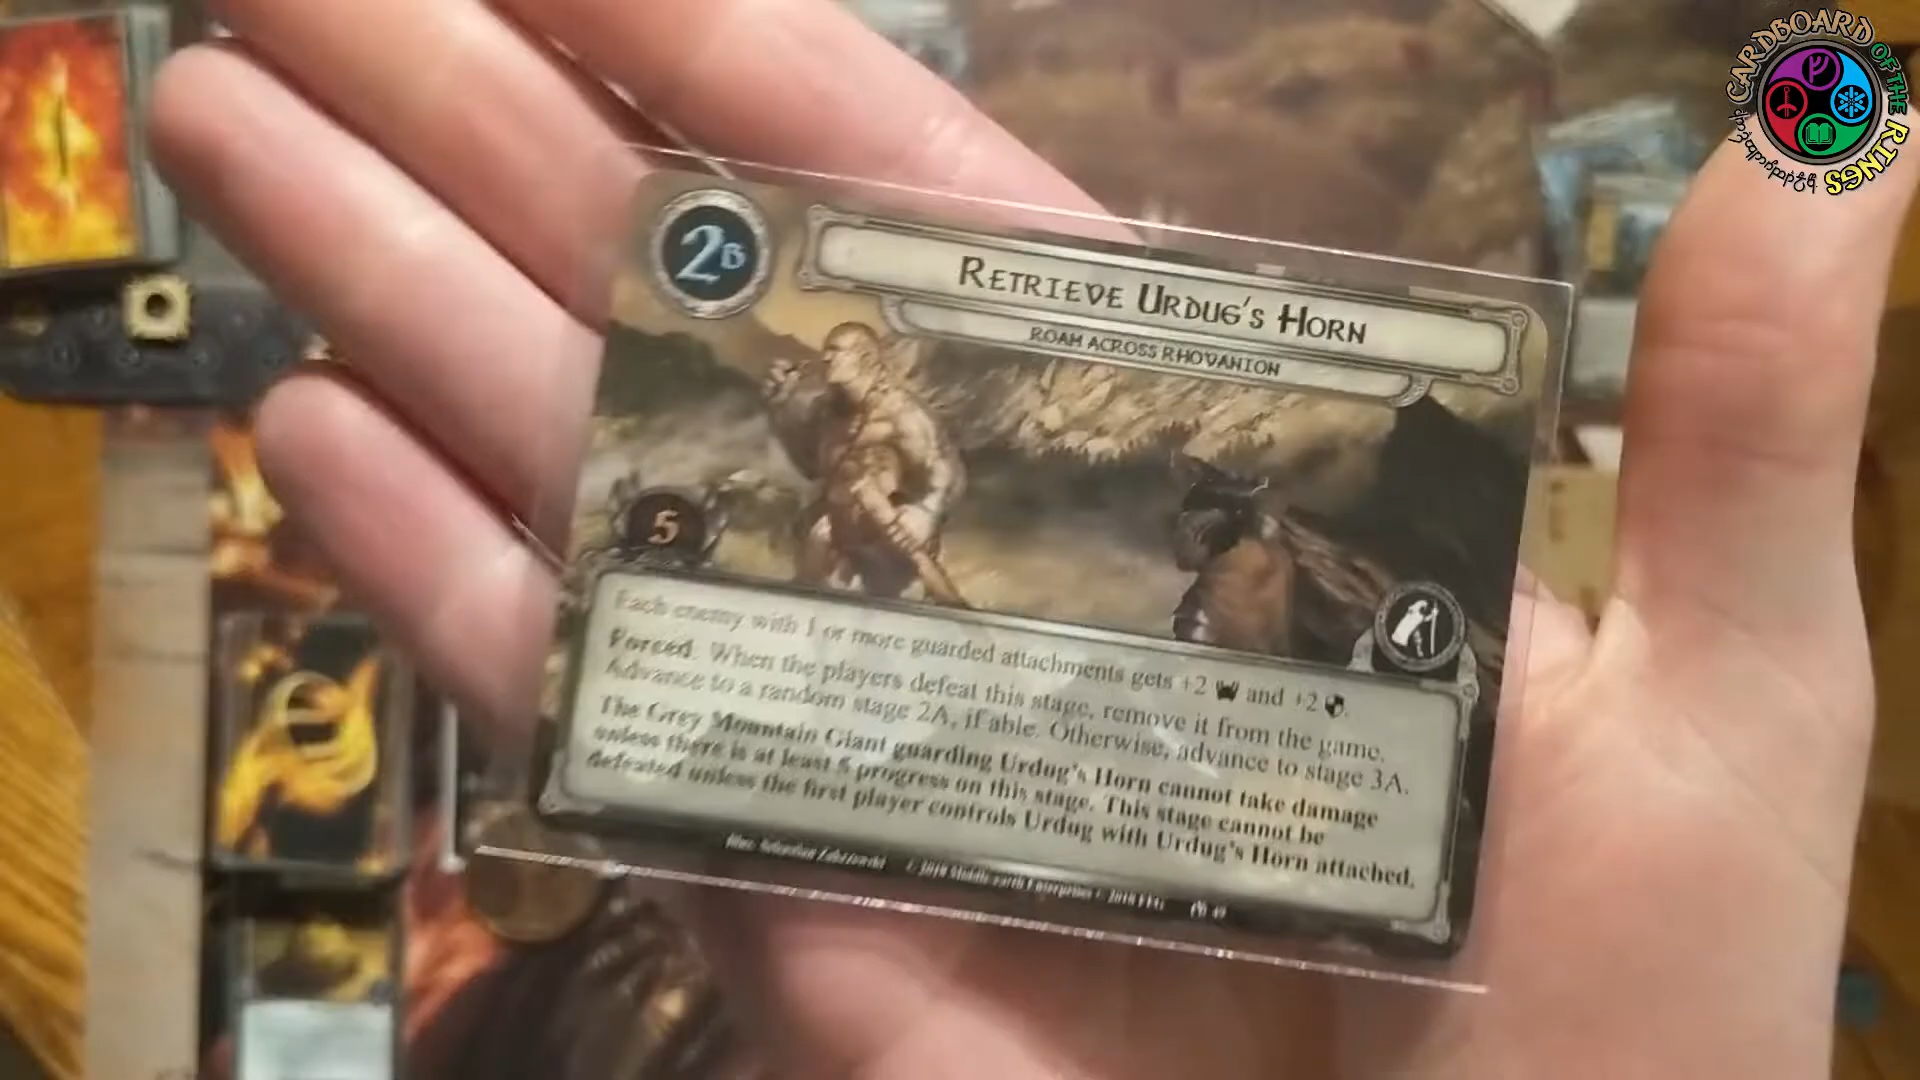 CARDBOARD OF THE RINGS
2B
RETRIEVE URDUG'S HORN
ROAM ACROSS RHOVANION
5
Each enemy with 1 or more guarded attachments gets +2 and +2.
Forced: When the players defeat this stage, remove it from the game.
Advance to a random stage 2A, if able. Otherwise, advance to stage 3A.
The Grey Mountain Giant guarding Urdug's Horn cannot take damage
unless there is at least 5 progress on this stage. This stage cannot be
defeated unless the first player controls Urdug with Urdug's Horn attached.
49